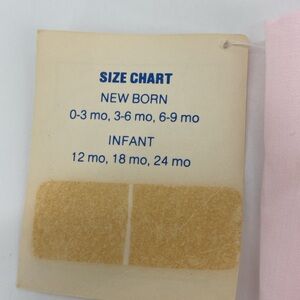 SIZE CHART
NEW BORN
0-3 mo, 3-6 mo, 6-9 mo
INFANT
12 mo, 18 mo, 24 mo